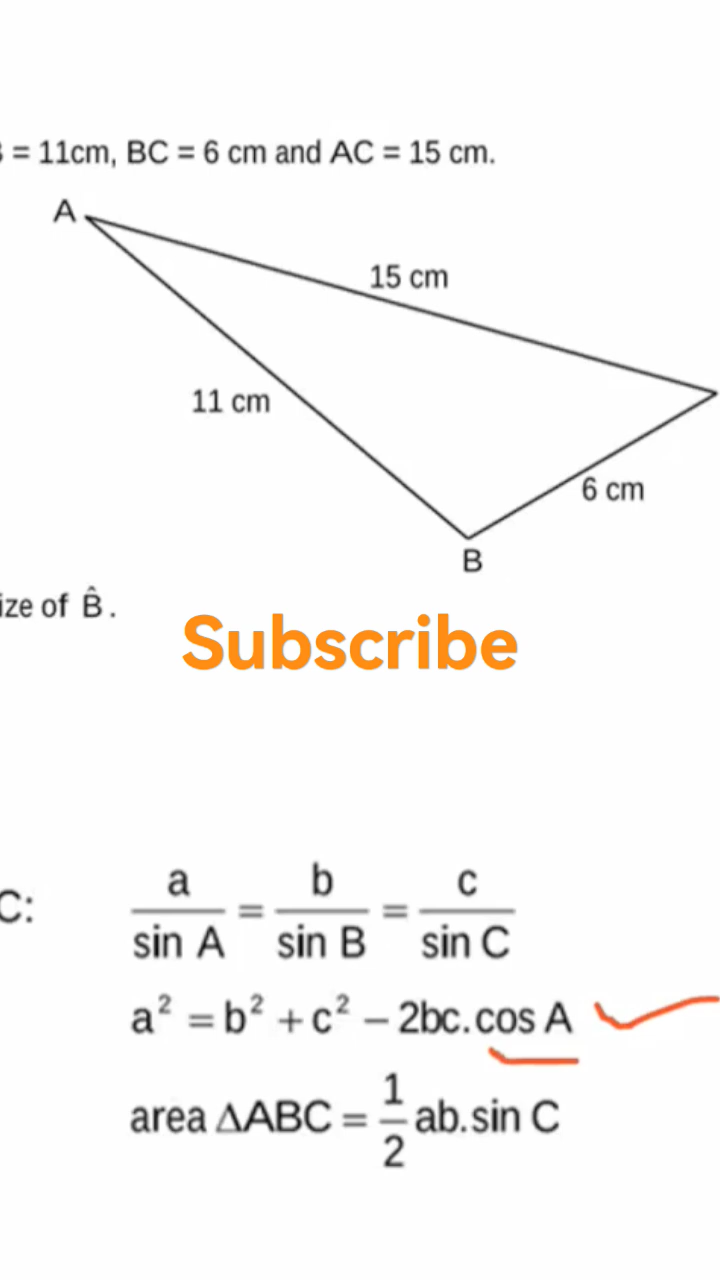 = 11cm, BC = 6 cm and AC = 15 cm.
A
15 cm
11 cm
6 cm
B
ize of B̂ .
Subscribe
C:
a/sin A = b/sin B = c/sin C
a² = b² + c² – 2bc.cos A
area ΔABC = 1/2 ab.sin C